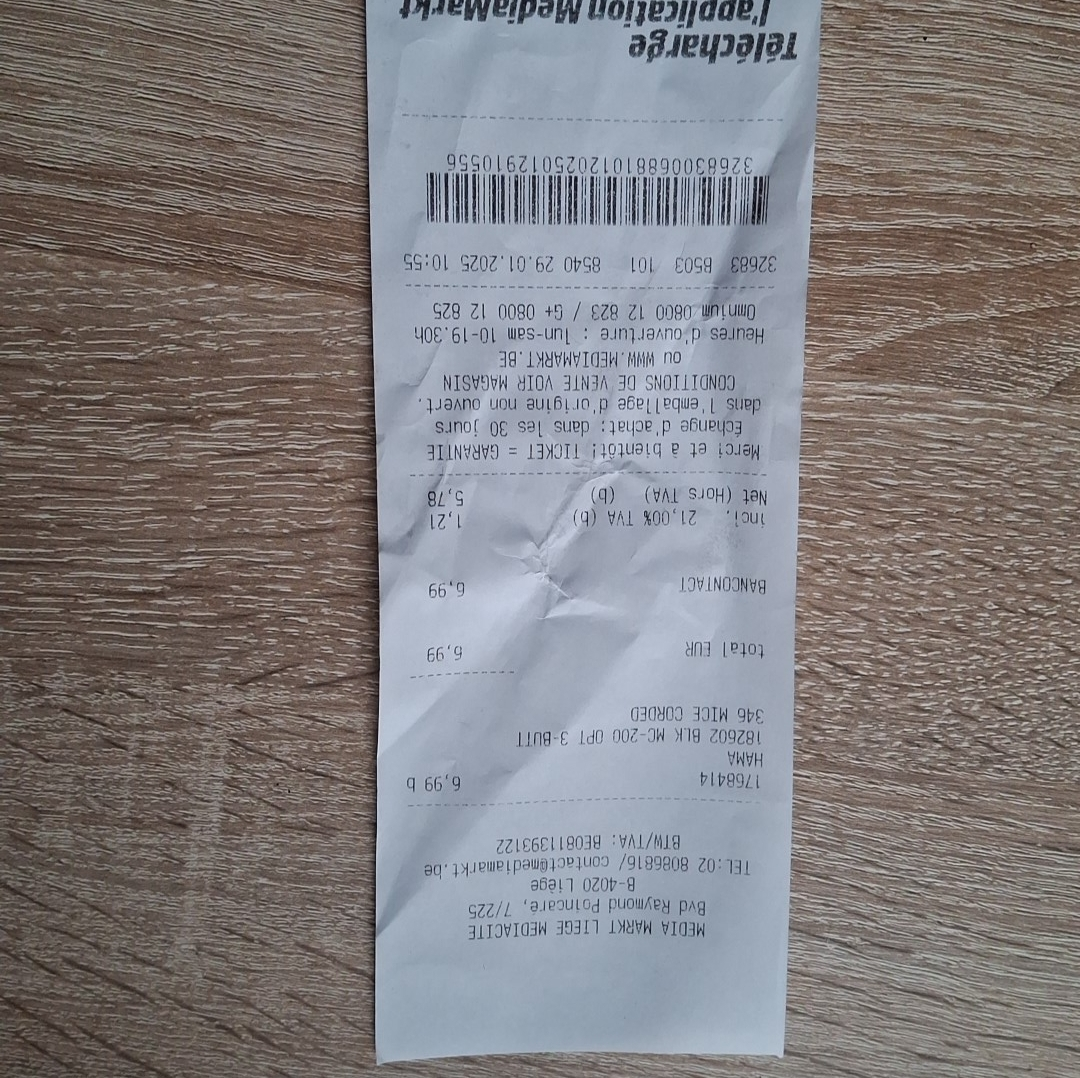 MEDIA MARKT LIEGE MEDIACITE
Bvd Raymond Poincaré, 7/225
B-4020 Liège
TEL:02 8086816/ contact@mediamarkt.be
BTW/TVA: BE0811393122
1768414 6,99 b
HAMA
182602 BLK MC-200 OPT 3-BUTT
346 MICE CORDED
total EUR 6,99
BANCONTACT 6,99
incl. 21,00% TVA (b) 1,21
Net (Hors TVA) (b) 5,78
Merci et à bientôt! TICKET = GARANTIE
Échange d'achat: dans les 30 jours
dans l'emballage d'origine non ouvert.
CONDITIONS DE VENTE VOIR MAGASIN
ou WWW.MEDIAMARKT.BE
Heures d'ouverture : lun-sam 10-19.30h
Omnium 0800 12 823 / G+ 0800 12 825
32683 8503 101 8540 29.01.2025 10:55
3268300688101202501291055​6
Télécharge
l'application MediaMarkt